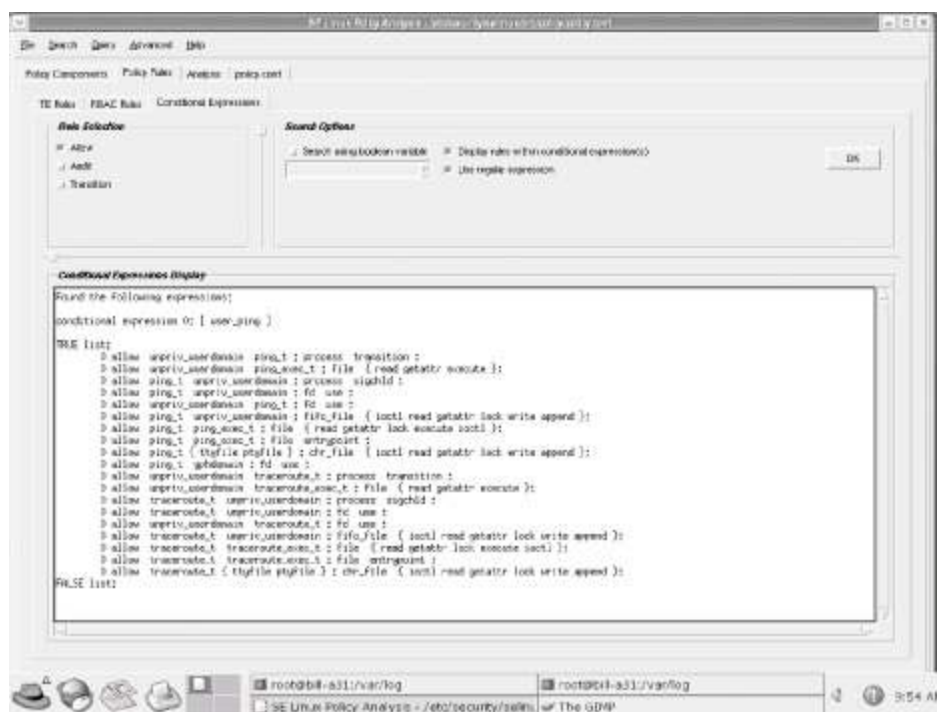 SE Linux Policy Analysis -
File Search Query Advanced Help
Policy Components Policy Rules Analysis policy.conf
TE Rules RBAC Rules Conditional Expressions
Rule Selection
Search Options
Allow
Search using boolean variable
Display rules within conditional expression(s)
OK
Audit
Use regular expression
Transition
Conditional Expressions Display
Found the following expressions:
conditional expression 0: [ user_ping ]
TRUE list:
D allow unpriv_userdomain ping_t : process transition ;
D allow unpriv_userdomain ping_exec_t : file { read getattr execute };
D allow ping_t unpriv_userdomain : process sigchld ;
D allow ping_t unpriv_userdomain : fd use ;
D allow unpriv_userdomain ping_t : fd use ;
D allow ping_t unpriv_userdomain : fifo_file { ioctl read getattr lock write append };
D allow ping_t ping_exec_t : file { read getattr lock execute ioctl };
D allow ping_t ping_exec_t : file entrypoint ;
D allow ping_t { ttyfile ptyfile } : chr_file { ioctl read getattr lock write append };
D allow ping_t gphdomain : fd use ;
D allow unpriv_userdomain traceroute_t : process transition ;
D allow unpriv_userdomain traceroute_exec_t : file { read getattr execute };
D allow traceroute_t unpriv_userdomain : process sigchld ;
D allow traceroute_t unpriv_userdomain : fd use ;
D allow unpriv_userdomain traceroute_t : fd use ;
D allow traceroute_t unpriv_userdomain : fifo_file { ioctl read getattr lock write append };
D allow traceroute_t traceroute_exec_t : file { read getattr lock execute ioctl };
D allow traceroute_t traceroute_exec_t : file entrypoint ;
D allow traceroute_t { ttyfile ptyfile } : chr_file { ioctl read getattr lock write append };
FALSE list:
root@bill-a31:/var/log
root@bill-a31:/var/log
SE Linux Policy Analysis - /etc/security/selinu
The GIMP
9:54 AM